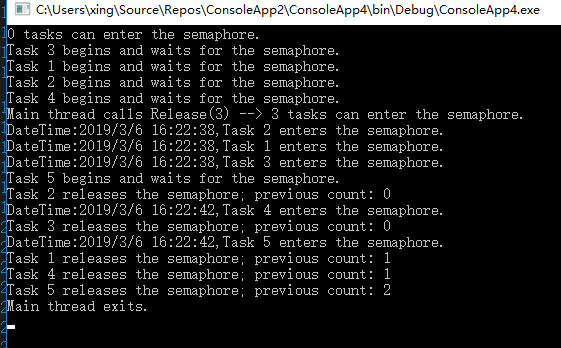 C:\Users\xing\Source\Repos\ConsoleApp2\ConsoleApp4\bin\Debug\ConsoleApp4.exe
0 tasks can enter the semaphore.
Task 3 begins and waits for the semaphore.
Task 1 begins and waits for the semaphore.
Task 2 begins and waits for the semaphore.
Task 4 begins and waits for the semaphore.
Main thread calls Release(3) --> 3 tasks can enter the semaphore.
DateTime:2019/3/6 16:22:38,Task 2 enters the semaphore.
DateTime:2019/3/6 16:22:38,Task 1 enters the semaphore.
DateTime:2019/3/6 16:22:38,Task 3 enters the semaphore.
Task 5 begins and waits for the semaphore.
Task 2 releases the semaphore; previous count: 0
DateTime:2019/3/6 16:22:42,Task 4 enters the semaphore.
Task 3 releases the semaphore; previous count: 0
DateTime:2019/3/6 16:22:42,Task 5 enters the semaphore.
Task 1 releases the semaphore; previous count: 1
Task 4 releases the semaphore; previous count: 1
Task 5 releases the semaphore; previous count: 2
Main thread exits.